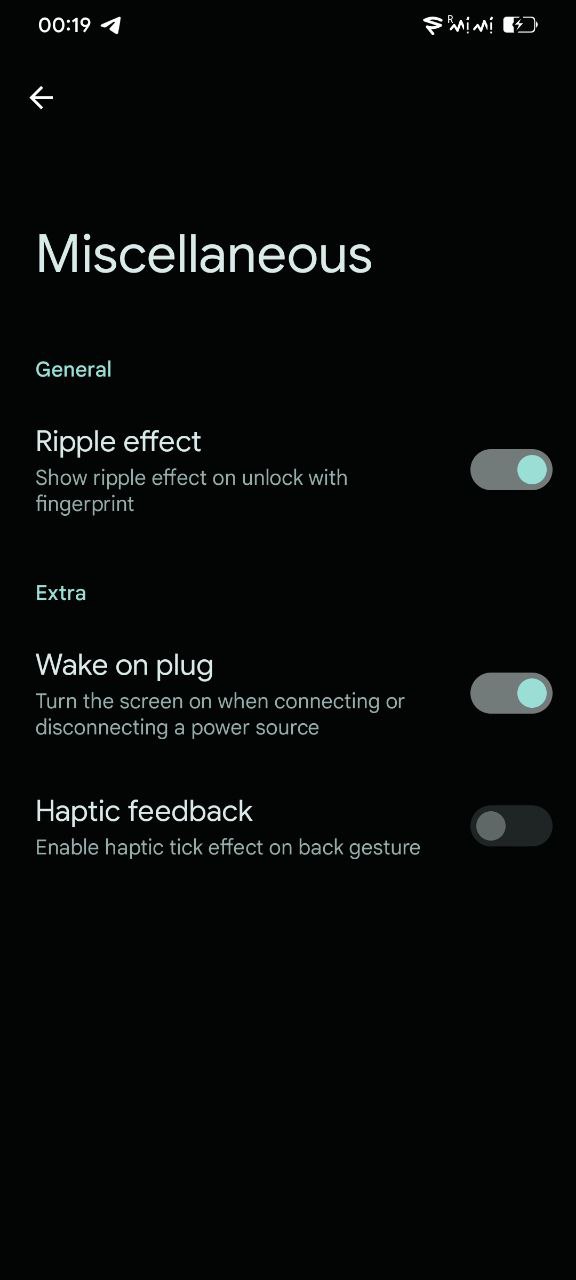 00:19
R
Miscellaneous
General
Ripple effect
Show ripple effect on unlock with
fingerprint
Extra
Wake on plug
Turn the screen on when connecting or
disconnecting a power source
Haptic feedback
Enable haptic tick effect on back gesture